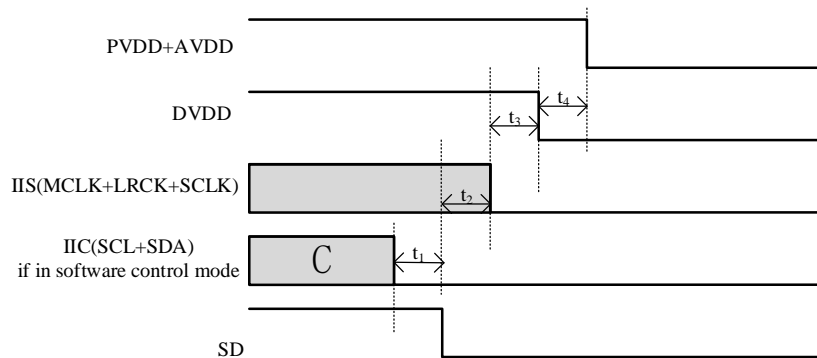 PVDD+AVDD
t4
DVDD
t3
IIS(MCLK+LRCK+SCLK)
t2
IIC(SCL+SDA)
if in software control mode
C
t1
SD